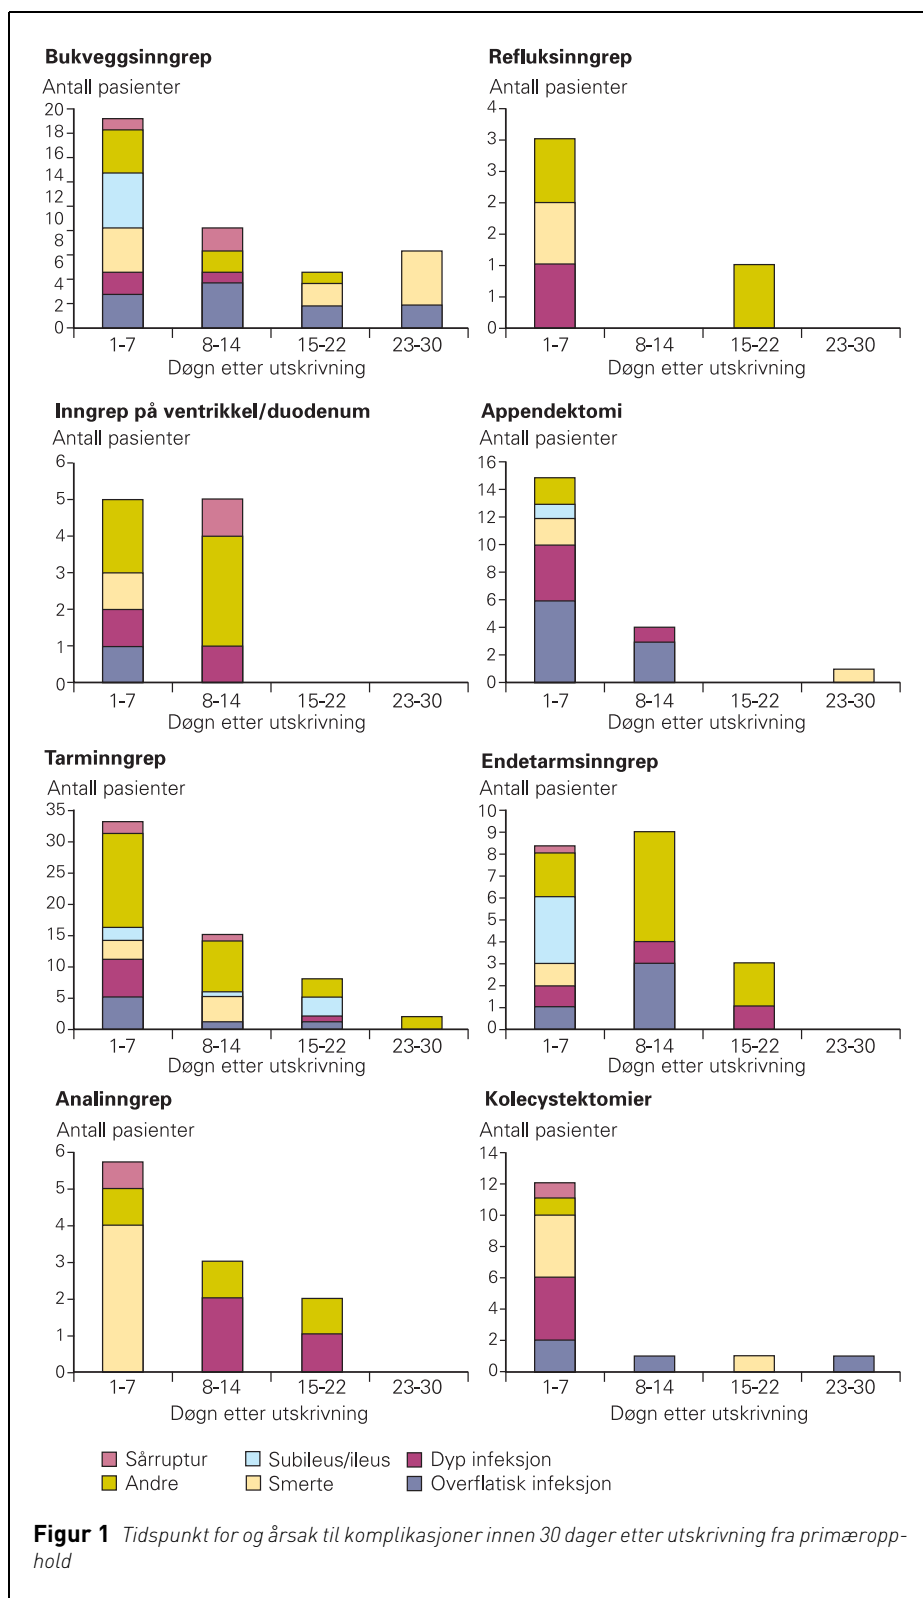 Bukveggsinngrep
Antall pasienter
20
18
16
14
12
10
8
6
4
2
0
1-7 8-14 15-22 23-30
Døgn etter utskrivning
Refluksinngrep
Antall pasienter
4
3
3
2
2
1
1
0
1-7 8-14 15-22 23-30
Døgn etter utskrivning
Inngrep på ventrikkel/duodenum
Antall pasienter
6
5
4
3
2
1
0
1-7 8-14 15-22 23-30
Døgn etter utskrivning
Appendektomi
Antall pasienter
16
14
12
10
8
6
4
2
0
1-7 8-14 15-22 23-30
Døgn etter utskrivning
Tarminngrep
Antall pasienter
35
30
25
20
15
10
5
0
1-7 8-14 15-22 23-30
Døgn etter utskrivning
Endetarmsinngrep
Antall pasienter
10
9
8
7
6
5
4
3
2
1
0
1-7 8-14 15-22 23-30
Døgn etter utskrivning
Analinngrep
Antall pasienter
6
5
4
3
2
1
0
1-7 8-14 15-22 23-30
Døgn etter utskrivning
Kolecystektomier
Antall pasienter
14
12
10
8
6
4
2
0
1-7 8-14 15-22 23-30
Døgn etter utskrivning
Sårruptur Subileus/ileus Dyp infeksjon
Andre Smerte Overflatisk infeksjon
Figur 1 Tidspunkt for og årsak til komplikasjoner innen 30 dager etter utskrivning fra primæropp-
hold